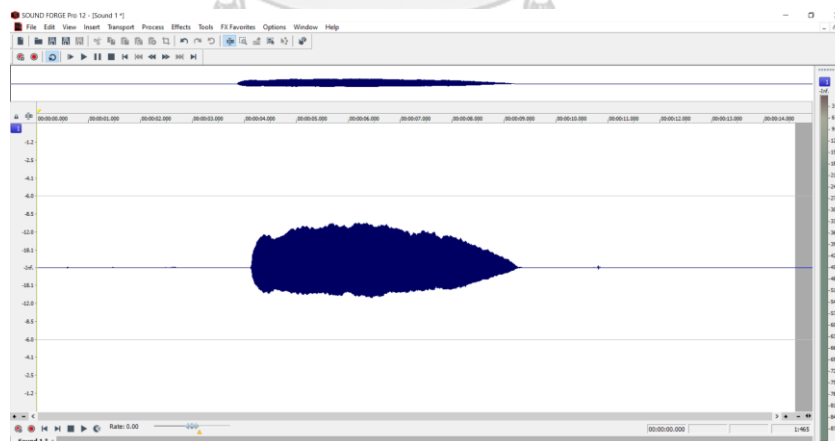 SOUND FORGE Pro 12 - [Sound 1 *]
File Edit View Insert Transport Process Effects Tools FX Favorites Options Window Help
-Inf.
1
00:00:00.000 ,00:00:01.000 ,00:00:02.000 ,00:00:03.000 ,00:00:04.000 ,00:00:05.000 ,00:00:06.000 ,00:00:07.000 ,00:00:08.000 ,00:00:09.000 ,00:00:10.000 ,00:00:11.000 ,00:00:12.000 ,00:00:13.000 ,00:00:14.000
1
-1.2
-2.5
-4.1
-6.0
-8.5
-12.0
-18.1
-Inf.
-18.1
-12.0
-8.5
-6.0
-4.1
-2.5
-1.2
Rate: 0.00
00:00:00.000
1:465
Sound 1 *